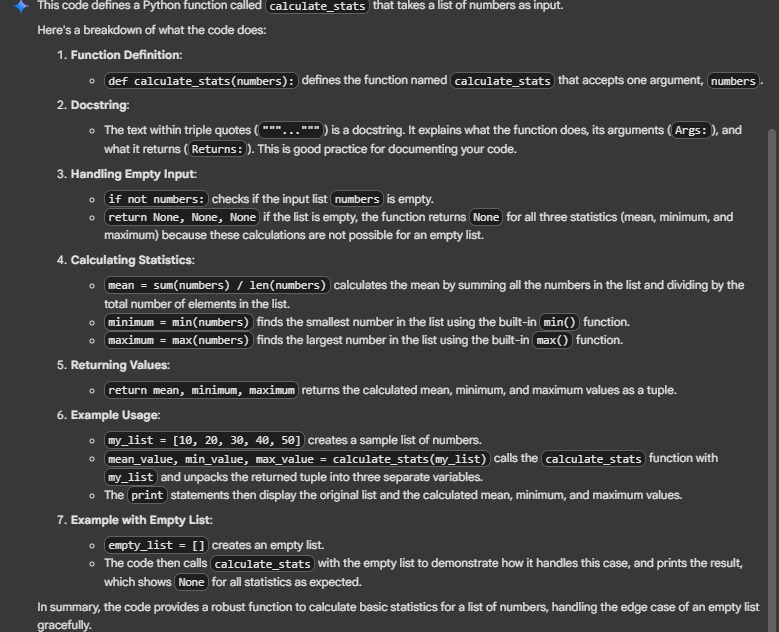 This code defines a Python function called calculate_stats that takes a list of numbers as input.
Here's a breakdown of what the code does:
1. Function Definition:
def calculate_stats(numbers): defines the function named calculate_stats that accepts one argument, numbers.
2. Docstring:
The text within triple quotes ("""...""") is a docstring. It explains what the function does, its arguments (Args:), and
what it returns (Returns:). This is good practice for documenting your code.
3. Handling Empty Input:
if not numbers: checks if the input list numbers is empty.
return None, None, None if the list is empty, the function returns None for all three statistics (mean, minimum, and
maximum) because these calculations are not possible for an empty list.
4. Calculating Statistics:
mean = sum(numbers) / len(numbers) calculates the mean by summing all the numbers in the list and dividing by the
total number of elements in the list.
minimum = min(numbers) finds the smallest number in the list using the built-in min() function.
maximum = max(numbers) finds the largest number in the list using the built-in max() function.
5. Returning Values:
return mean, minimum, maximum returns the calculated mean, minimum, and maximum values as a tuple.
6. Example Usage:
my_list = [10, 20, 30, 40, 50] creates a sample list of numbers.
mean_value, min_value, max_value = calculate_stats(my_list) calls the calculate_stats function with
my_list and unpacks the returned tuple into three separate variables.
The print statements then display the original list and the calculated mean, minimum, and maximum values.
7. Example with Empty List:
empty_list = [] creates an empty list.
The code then calls calculate_stats with the empty list to demonstrate how it handles this case, and prints the result,
which shows None for all statistics as expected.
In summary, the code provides a robust function to calculate basic statistics for a list of numbers, handling the edge case of an empty list
gracefully.